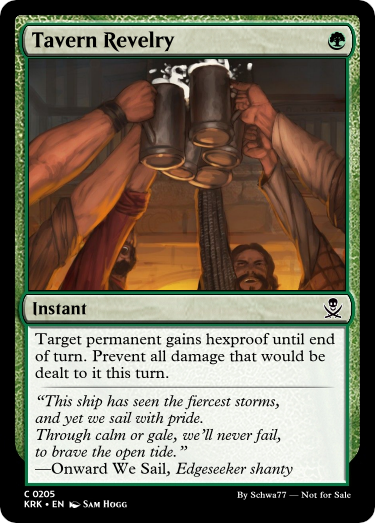 Tavern Revelry
Instant
Target permanent gains hexproof until end
of turn. Prevent all damage that would be
dealt to it this turn.
“This ship has seen the fiercest storms,
and yet we sail with pride.
Through calm or gale, we’ll never fail,
to brave the open tide.”
—Onward We Sail, Edgeseeker shanty
C 0205
KRK • EN Sam Hogg
By Schwa77 — Not for Sale